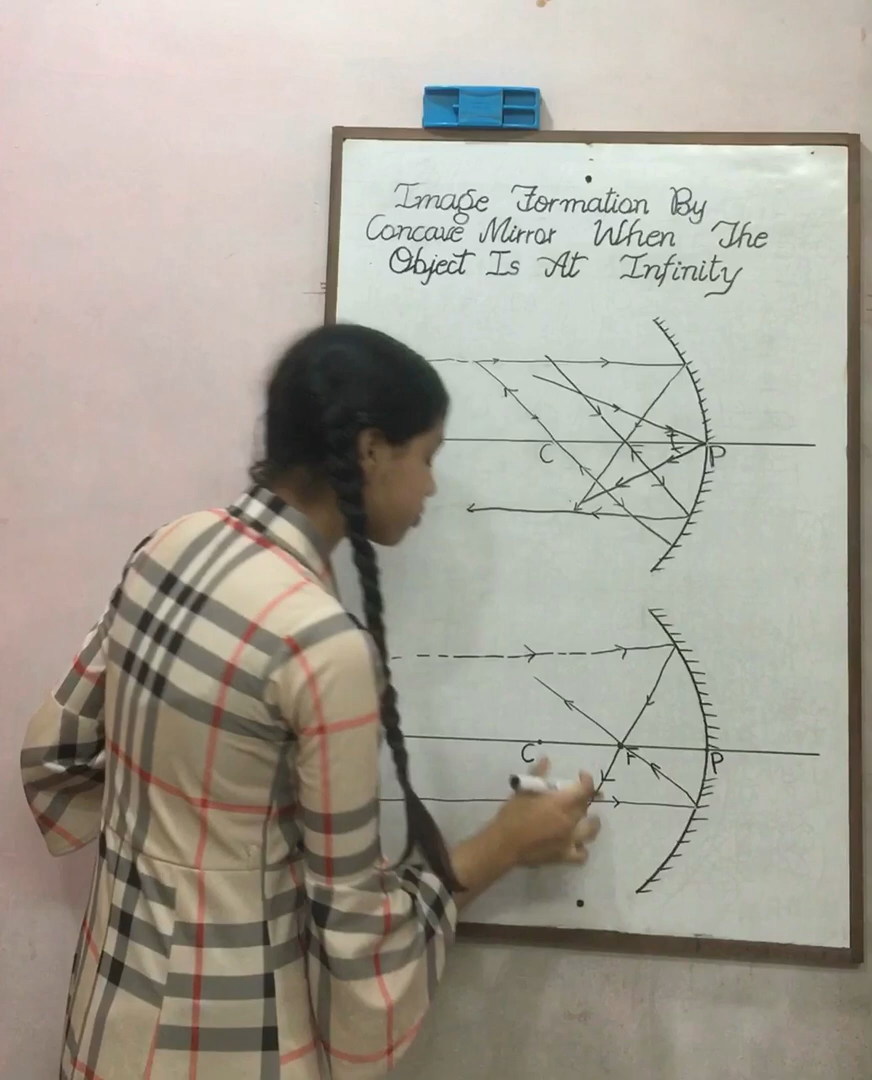 Image Formation By
Concave Mirror When The
Object Is At Infinity
C P
C F P